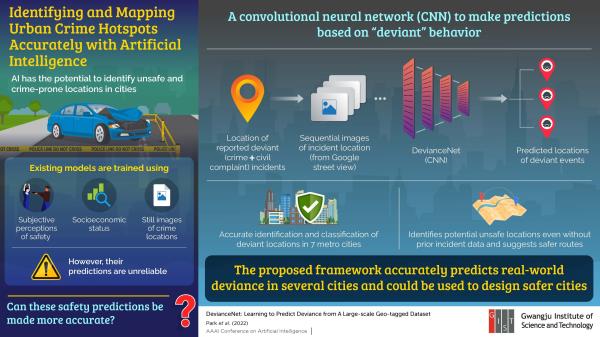 Identifying and Mapping
Urban Crime Hotspots
Accurately with Artificial
Intelligence
AI has the potential to identify unsafe and
crime-prone locations in cities
POLICE LINE DO NOT CROSS
Existing models are trained using
Subjective
perceptions
of safety
Socioeconomic
status
Still images
of crime
locations
However, their
predictions are unreliable
Can these safety predictions be
made more accurate?
?
A convolutional neural network (CNN) to make predictions
based on “deviant” behavior
Location of
reported deviant
(crime + civil
complaint) incidents
Sequential images
of incident location
(from Google
street view)
DevianceNet
(CNN)
Predicted locations
of deviant events
Accurate identification and classification of
deviant locations in 7 metro cities
Identifies potential unsafe locations even without
prior incident data and suggests safer routes
The proposed framework accurately predicts real-world
deviance in several cities and could be used to design safer cities
DevianceNet: Learning to Predict Deviance from A Large-scale Geo-tagged Dataset
Park et al. (2022)
AAAI Conference on Artificial Intelligence
Gwangju Institute of
Science and Technology